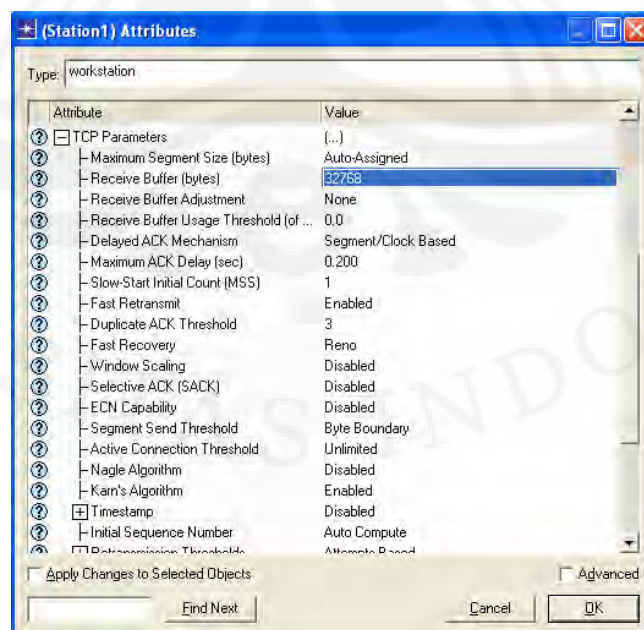 (Station1) Attributes
Type: workstation
Attribute Value
TCP Parameters (...)
Maximum Segment Size (bytes) Auto-Assigned
Receive Buffer (bytes) 32768
Receive Buffer Adjustment None
Receive Buffer Usage Threshold (of ... 0.0
Delayed ACK Mechanism Segment/Clock Based
Maximum ACK Delay (sec) 0.200
Slow-Start Initial Count (MSS) 1
Fast Retransmit Enabled
Duplicate ACK Threshold 3
Fast Recovery Reno
Window Scaling Disabled
Selective ACK (SACK) Disabled
ECN Capability Disabled
Segment Send Threshold Byte Boundary
Active Connection Threshold Unlimited
Nagle Algorithm Disabled
Karn's Algorithm Enabled
Timestamp Disabled
Initial Sequence Number Auto Compute
Retransmission Thresholds Attempts Based
Apply Changes to Selected Objects Advanced
Find Next Cancel OK